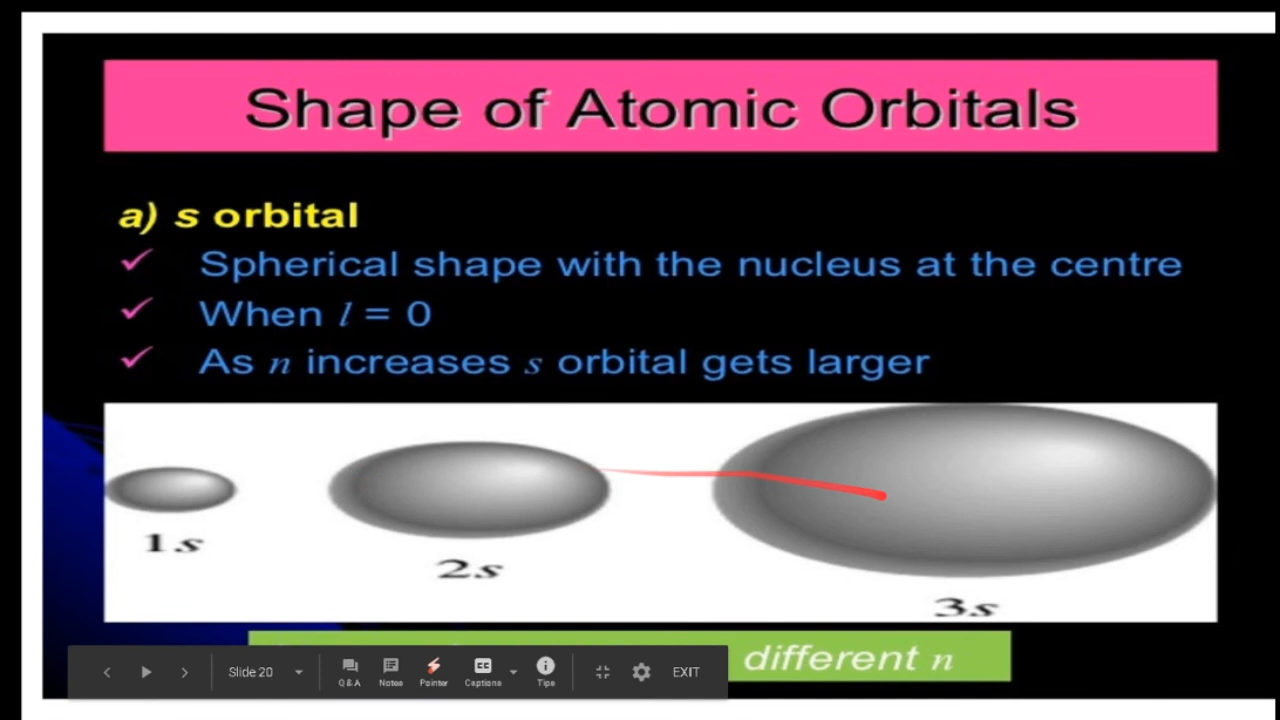 Shape of Atomic Orbitals
a) s orbital
✓ Spherical shape with the nucleus at the centre
✓ When l = 0
✓ As n increases s orbital gets larger
1s
2s
3s
different n
Slide 20
Q & A
Notes
Pointer
CC
Captions
Tips
EXIT